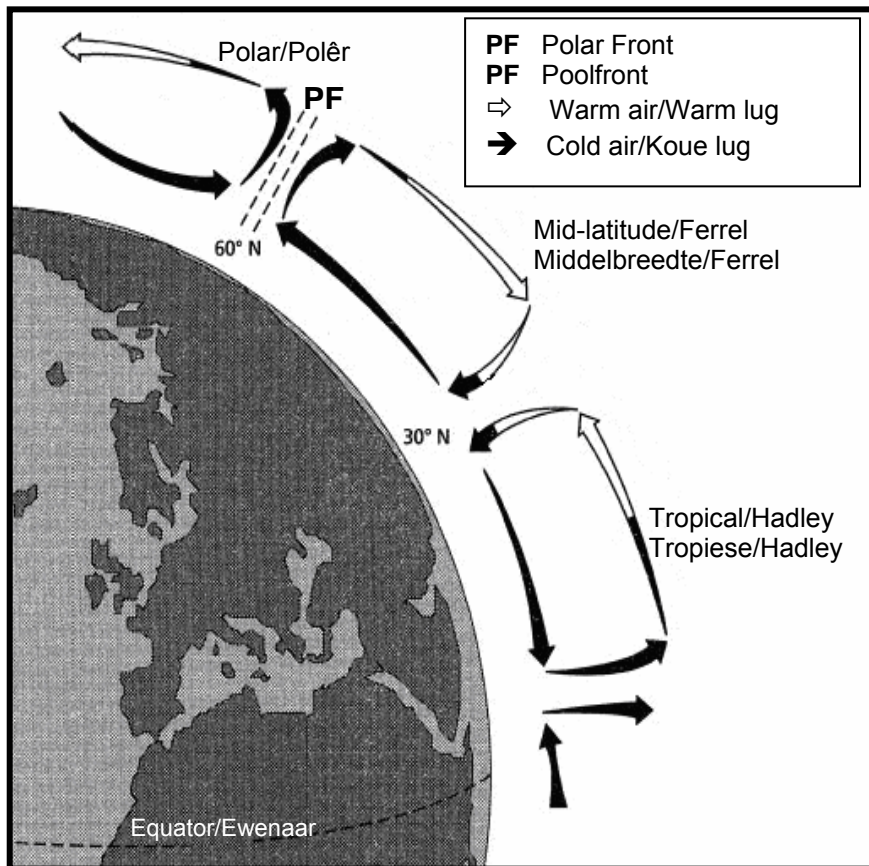 Polar/Polêr
PF
PF Polar Front
PF Poolfront
⇨ Warm air/Warm lug
➔ Cold air/Koue lug
60° N
Mid-latitude/Ferrel
Middelbreedte/Ferrel
30° N
Tropical/Hadley
Tropiese/Hadley
Equator/Ewenaar